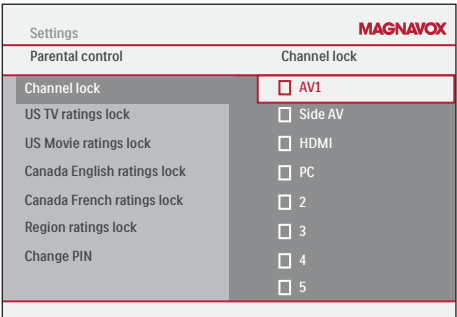 Settings MAGNAVOX
Parental control Channel lock
Channel lock AV1
US TV ratings lock Side AV
US Movie ratings lock HDMI
Canada English ratings lock PC
Canada French ratings lock 2
Region ratings lock 3
Change PIN 4
5